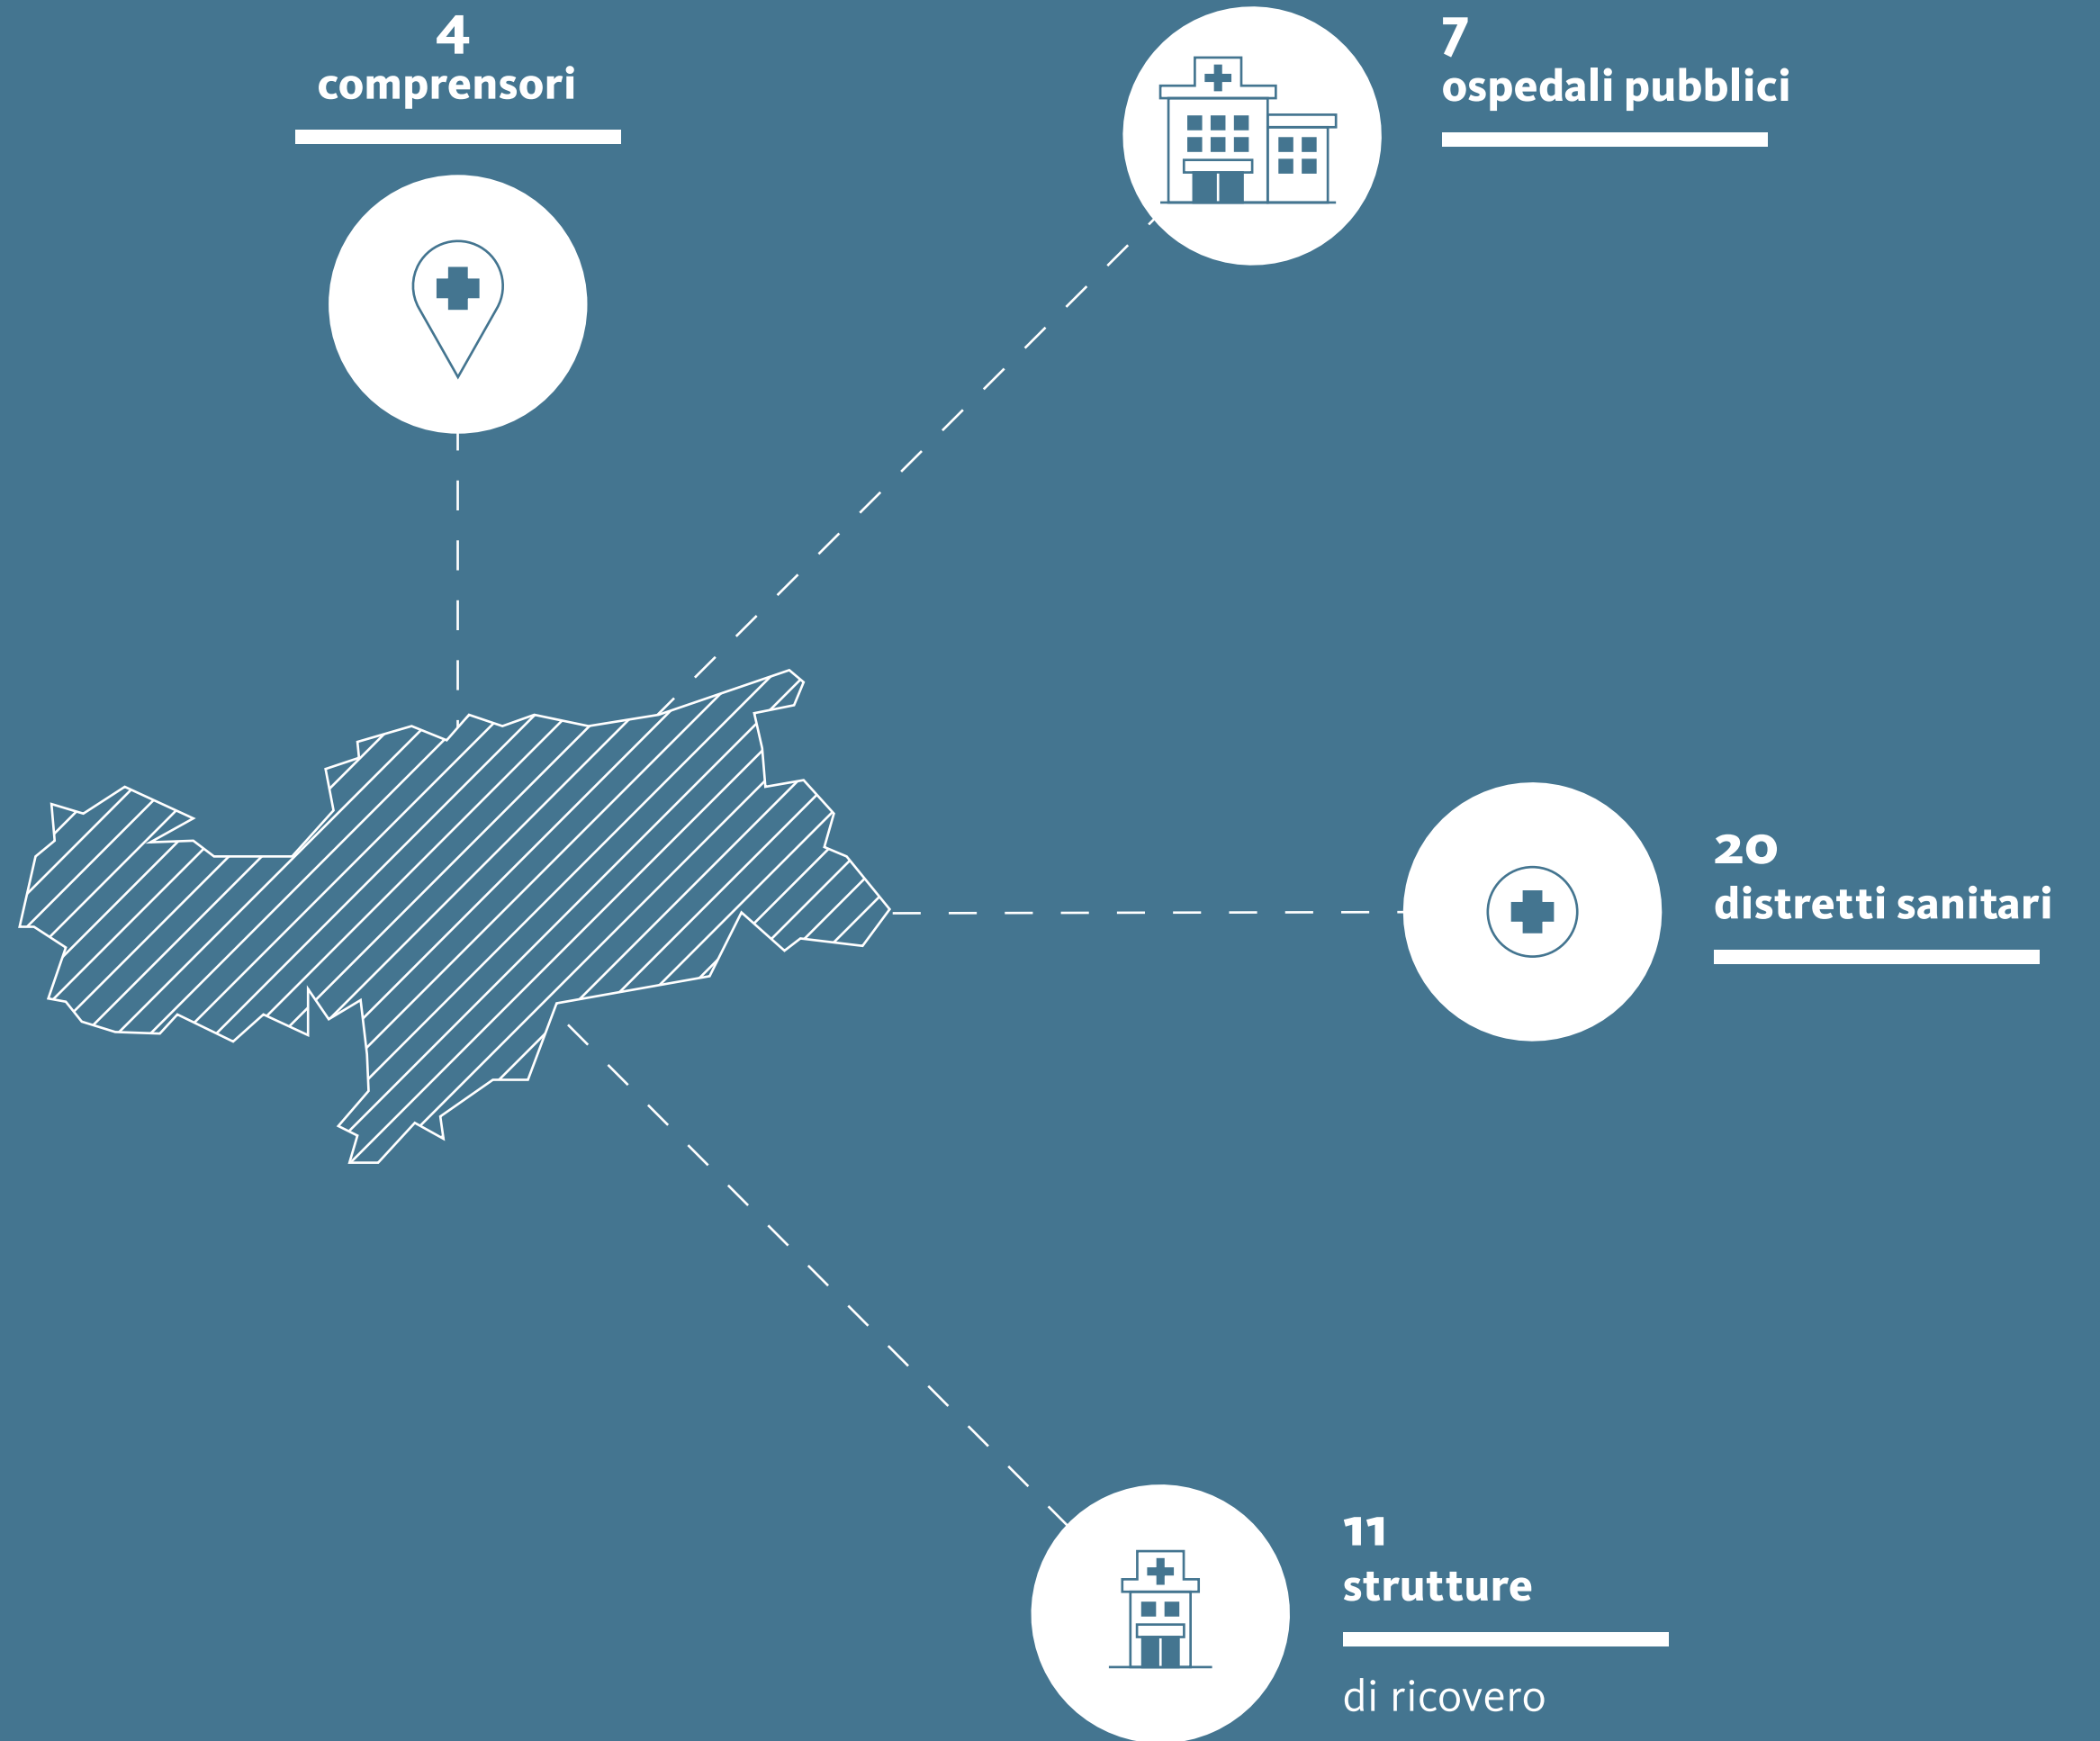 4
comprensori
7
ospedali pubblici
20
distretti sanitari
11
strutture
di ricovero